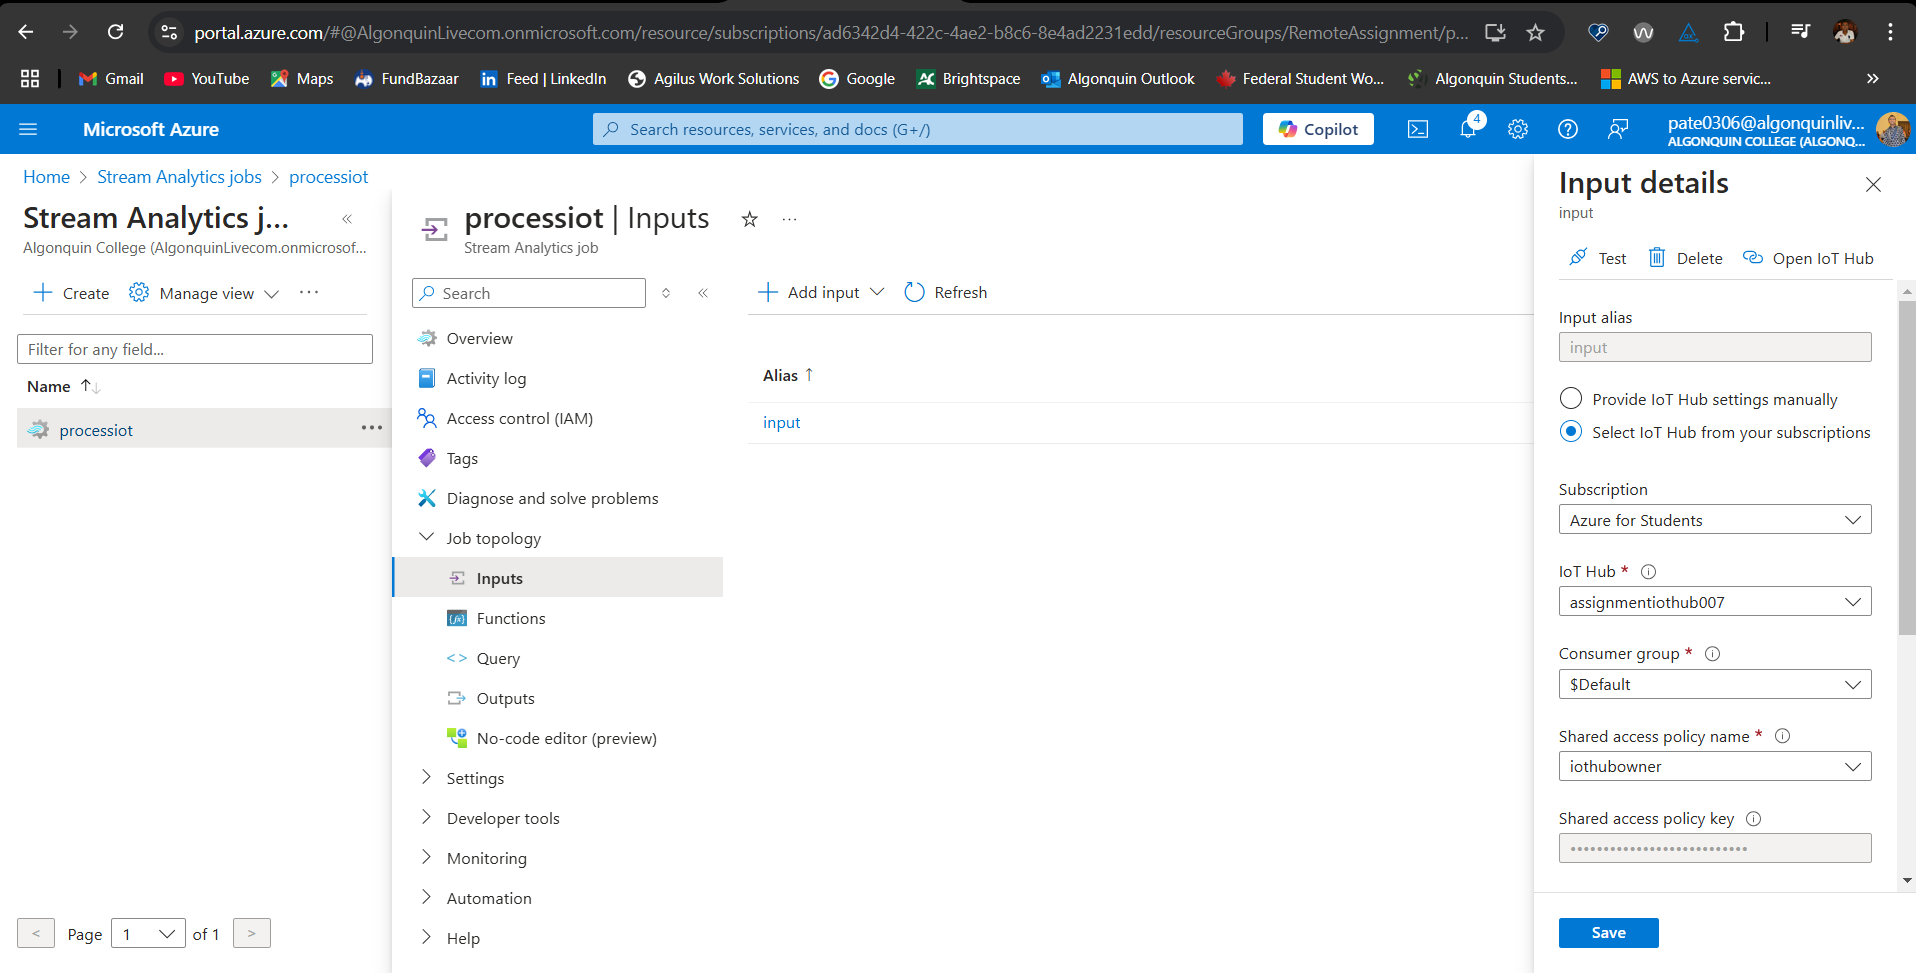 portal.azure.com/#@AlgonquinLivecom.onmicrosoft.com/resource/subscriptions/ad6342d4-422c-4ae2-b8c6-8e4ad2231edd/resourceGroups/RemoteAssignment/p...
Gmail YouTube Maps FundBazaar Feed | LinkedIn Agilus Work Solutions Google Brightspace Algonquin Outlook Federal Student Wo... Algonquin Students... AWS to Azure servic...
Microsoft Azure
Search resources, services, and docs (G+/)
Copilot
4
pate0306@algonquinliv...
ALGONQUIN COLLEGE (ALGONQ...
Home > Stream Analytics jobs > processiot
Stream Analytics j...
Algonquin College (AlgonquinLivecom.onmicrosof...
Create Manage view
Filter for any field...
Name
processiot
< Page 1 of 1 >
processiot | Inputs
Stream Analytics job
Search
Overview
Activity log
Access control (IAM)
Tags
Diagnose and solve problems
Job topology
Inputs
Functions
Query
Outputs
No-code editor (preview)
Settings
Developer tools
Monitoring
Automation
Help
Add input Refresh
Alias
input
Input details
input
Test Delete Open IoT Hub
Input alias
input
Provide IoT Hub settings manually
Select IoT Hub from your subscriptions
Subscription
Azure for Students
IoT Hub *
assignmentiothub007
Consumer group *
$Default
Shared access policy name *
iothubowner
Shared access policy key
•••••••••••••••••••••••••••
Save